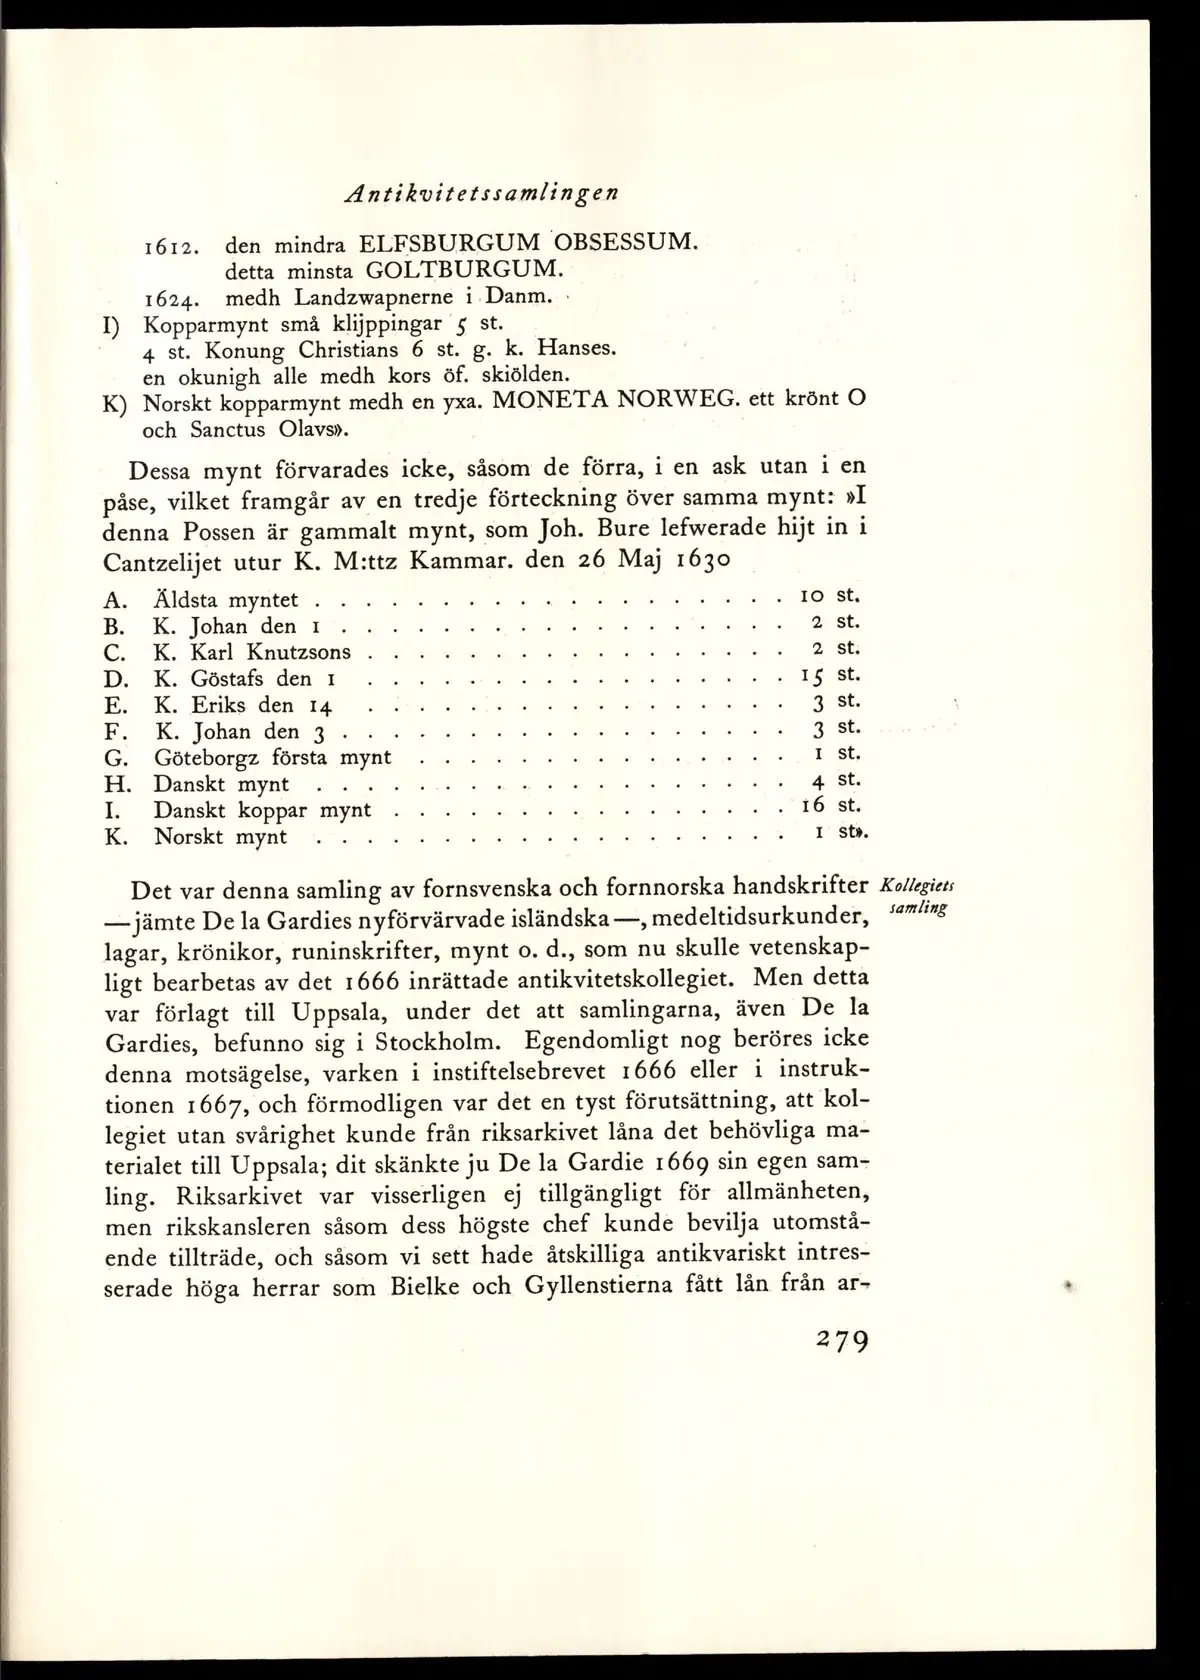 Antikvitetssamlingen
1612. den mindra ELFSBURGUM OBSESSUM.
detta minsta GOLTBURGUM.
1624. medh Landzwapnerne i Danm.
I) Kopparmynt små klijppingar 5 st.
4 st. Konung Christians 6 st. g. k. Hanses.
en okunigh alle medh kors öf. skiölden.
K) Norskt kopparmynt medh en yxa. MONETA NORWEG. ett krönt O
och Sanctus Olavs».
Dessa mynt förvarades icke, såsom de förra, i en ask utan i en
påse, vilket framgår av en tredje förteckning över samma mynt: »I
denna Possen är gammalt mynt, som Joh. Bure lefwerade hijt in i
Cantzelijet utur K. M:ttz Kammar. den 26 Maj 1630
A. Äldsta myntet . . . . . . . . . . . . . . . . . . . 10 st.
B. K. Johan den 1 . . . . . . . . . . . . . . . . . . 2 st.
C. K. Karl Knutzsons . . . . . . . . . . . . . . . . . 2 st.
D. K. Göstafs den 1 . . . . . . . . . . . . . . . . . 15 st.
E. K. Eriks den 14 . . . . . . . . . . . . . . . . . 3 st.
F. K. Johan den 3 . . . . . . . . . . . . . . . . . . 3 st.
G. Göteborgz första mynt . . . . . . . . . . . . . . . 1 st.
H. Danskt mynt . . . . . . . . . . . . . . . . . . . 4 st.
I. Danskt koppar mynt . . . . . . . . . . . . . . . . 16 st.
K. Norskt mynt . . . . . . . . . . . . . . . . . . . 1 st».
Det var denna samling av fornsvenska och fornnorska handskrifter Kollegiets
—jämte De la Gardies nyförvärvade isländska—, medeltidsurkunder, samling
lagar, krönikor, runinskrifter, mynt o. d., som nu skulle vetenskap-
ligt bearbetas av det 1666 inrättade antikvitetskollegiet. Men detta
var förlagt till Uppsala, under det att samlingarna, även De la
Gardies, befunno sig i Stockholm. Egendomligt nog beröres icke
denna motsägelse, varken i instiftelsebrevet 1666 eller i instruk-
tionen 1667, och förmodligen var det en tyst förutsättning, att kol-
legiet utan svårighet kunde från riksarkivet låna det behövliga ma-
terialet till Uppsala; dit skänkte ju De la Gardie 1669 sin egen sam-
ling. Riksarkivet var visserligen ej tillgängligt för allmänheten,
men rikskansleren såsom dess högste chef kunde bevilja utomstå-
ende tillträde, och såsom vi sett hade åtskilliga antikvariskt intres-
serade höga herrar som Bielke och Gyllenstierna fått lån från ar-
279